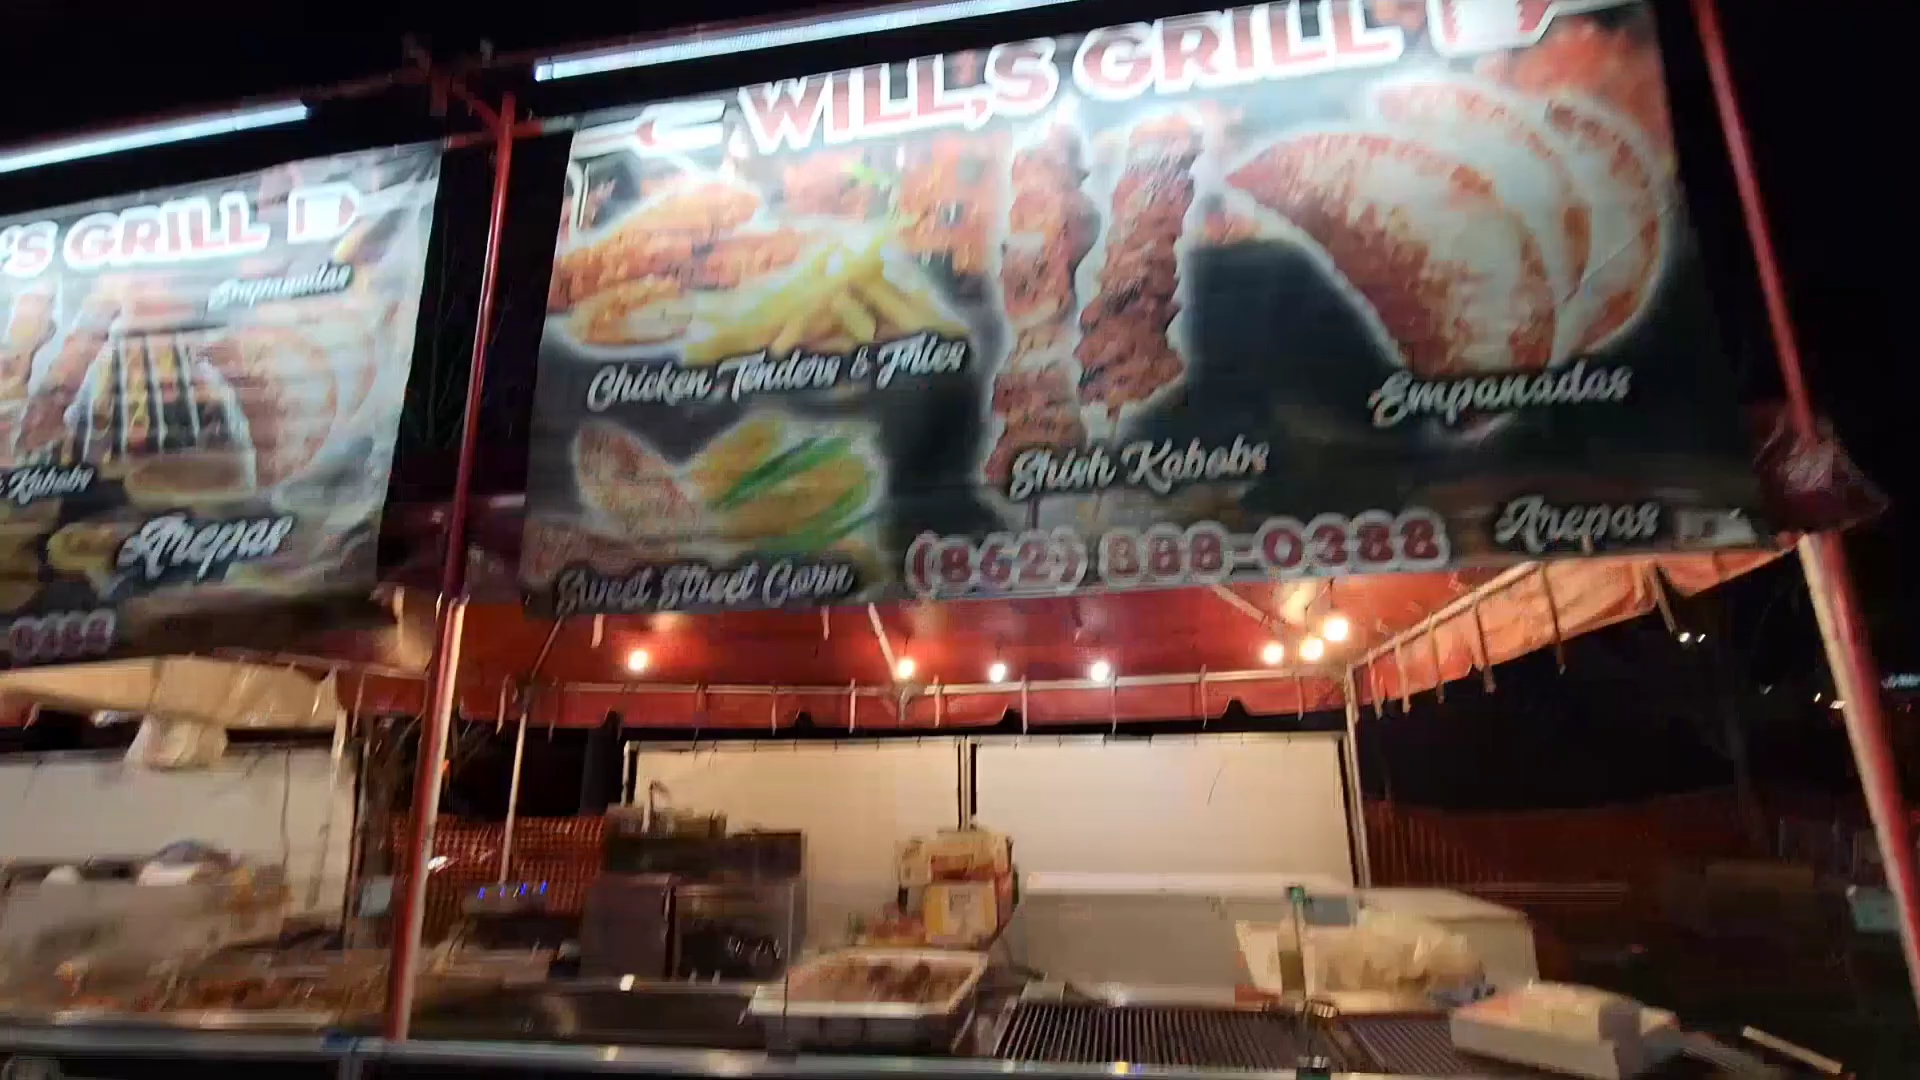 'S GRILL
Empanadas
Kabobs
Arepas
WILL,S GRILL
Chicken Tenders & Fries
Shish Kabobs
Empanadas
Sweet Street Corn
(862) 888-0388
Arepas